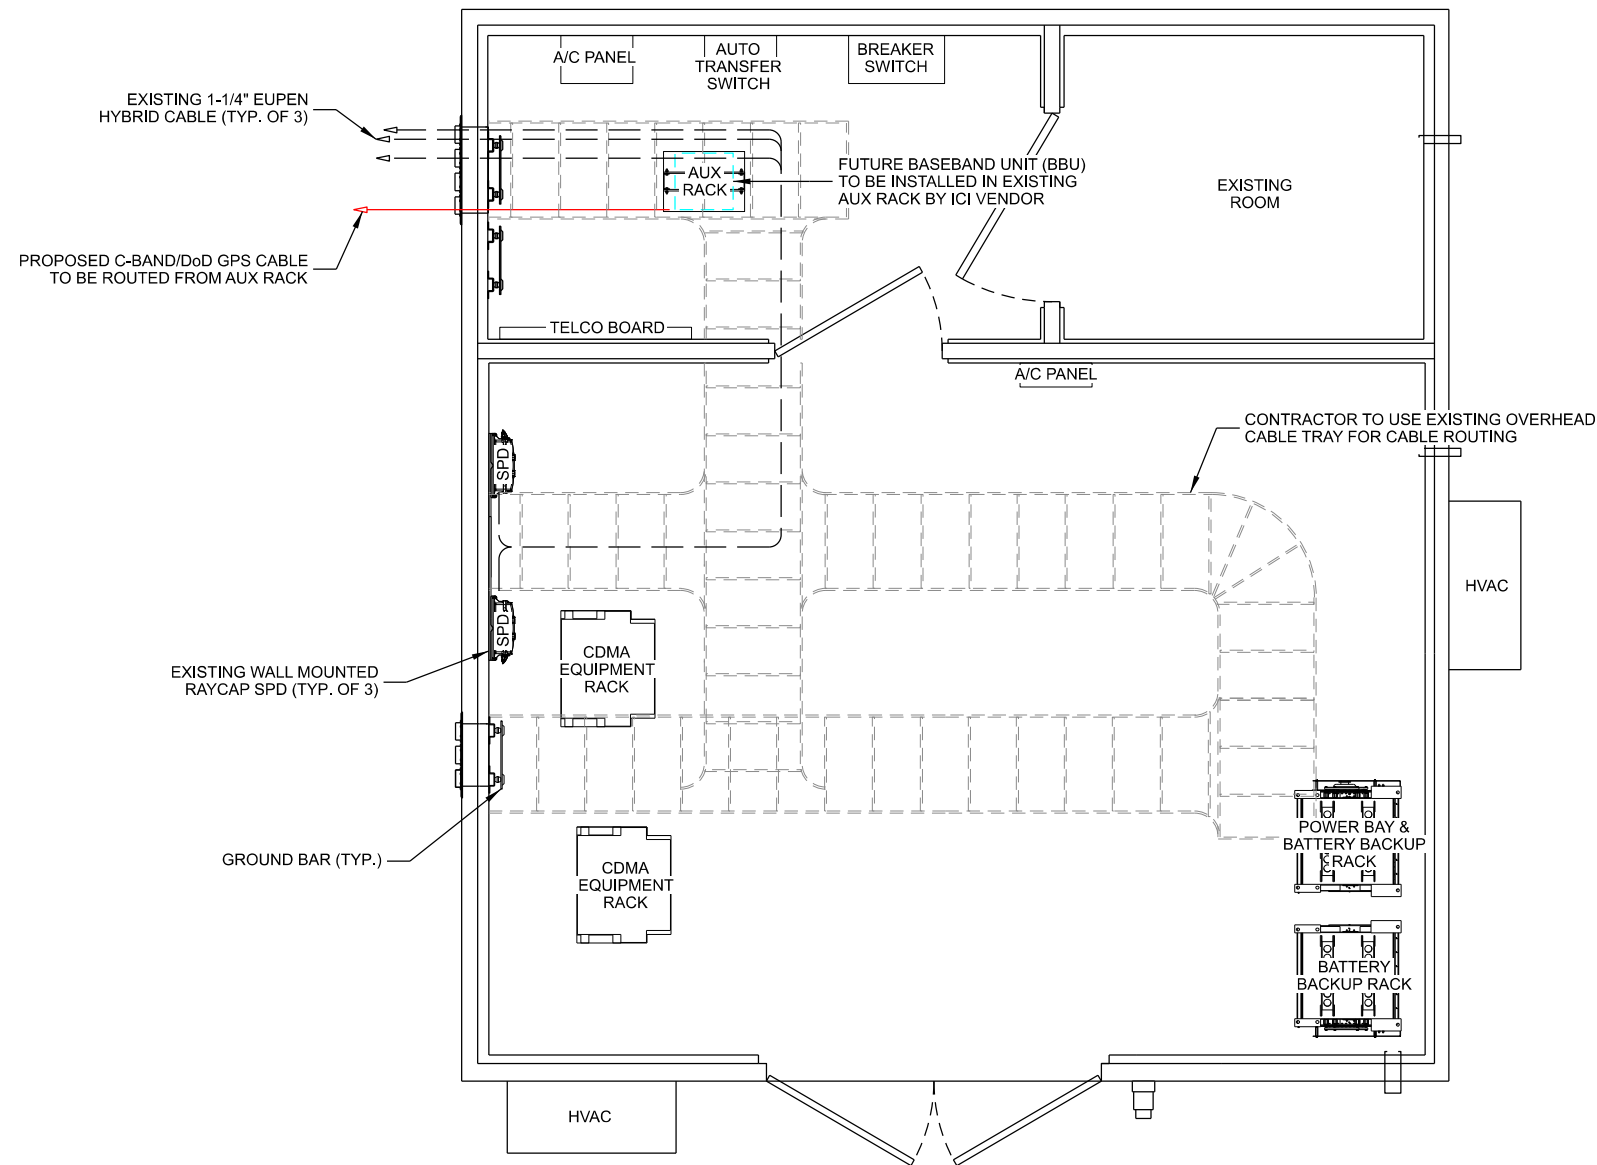 A/C PANEL
AUTO
TRANSFER
SWITCH
BREAKER
SWITCH
EXISTING 1-1/4" EUPEN
HYBRID CABLE (TYP. OF 3)
AUX
RACK
FUTURE BASEBAND UNIT (BBU)
TO BE INSTALLED IN EXISTING
AUX RACK BY ICI VENDOR
EXISTING
ROOM
PROPOSED C-BAND/DoD GPS CABLE
TO BE ROUTED FROM AUX RACK
TELCO BOARD
A/C PANEL
CONTRACTOR TO USE EXISTING OVERHEAD
CABLE TRAY FOR CABLE ROUTING
SPD
HVAC
SPD
CDMA
EQUIPMENT
RACK
EXISTING WALL MOUNTED
RAYCAP SPD (TYP. OF 3)
POWER BAY &
BATTERY BACKUP
RACK
GROUND BAR (TYP.)
CDMA
EQUIPMENT
RACK
BATTERY
BACKUP RACK
HVAC